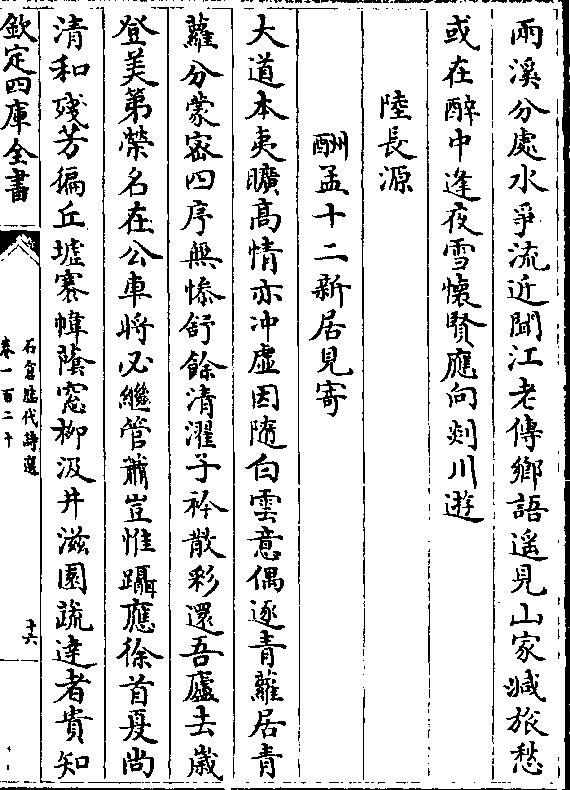 兩溪分處水爭流近聞江老傳鄉語遙見山家減旅愁
或在醉中逢夜雪懷賢應向剡川遊
陸長源
酬孟十二新居見寄
大道本夷曠高情亦冲虛因隨白雲意偶逐青蘿居青
蘿分蒙密四序無慘舒餘清濯子衿散彩還吾廬去歲
登美第榮名在公車將必繼管蕭豈惟躡應徐首夏尚
清和殘芳徧丘墟褰幃蔭窓柳汲井滋園蔬達者貴知
欽定四庫全書
石倉歷代詩選
卷一百二十
十六